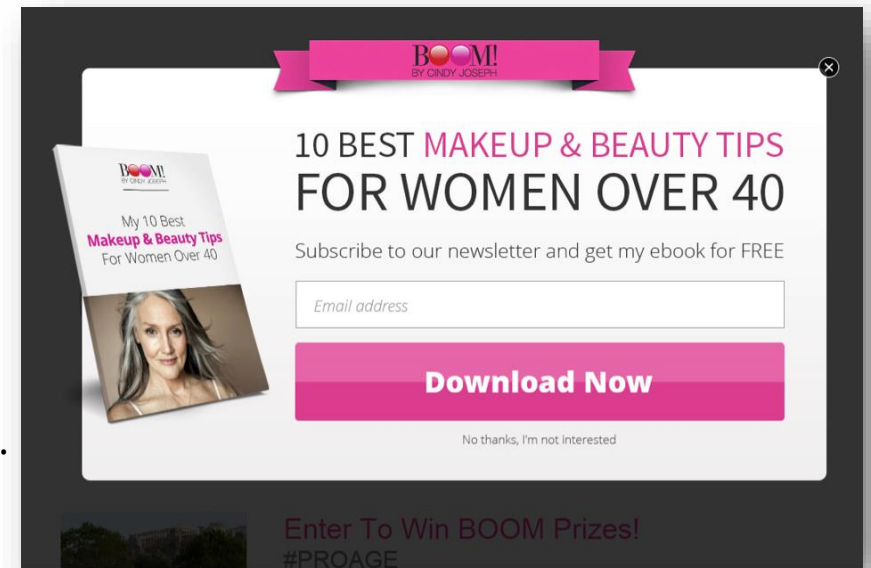 BOOM!
BY CINDY JOSEPH
BOOM!
BY CINDY JOSEPH
My 10 Best
Makeup & Beauty Tips
For Women Over 40
10 BEST MAKEUP & BEAUTY TIPS
FOR WOMEN OVER 40
Subscribe to our newsletter and get my ebook for FREE
Email address
Download Now
No thanks, I'm not interested
.
Enter To Win BOOM Prizes!
#PROAGE